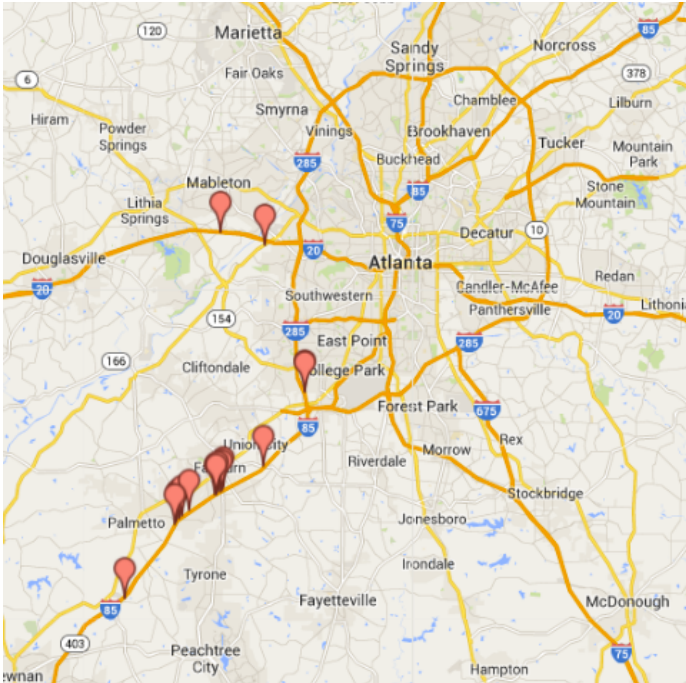 120
Marietta
Sandy
Springs
85
Norcross
6
Fair Oaks
378
Chamblee
Lilburn
Smyrna
Hiram
Powder
Springs
Vinings
Brookhaven
Tucker
Mountain
Park
285
Buckhead
Mableton
85
Stone
Mountain
Lithia
Springs
75
Decatur
10
20
Douglasville
Atlanta
20
Candler-McAfee
Redan
Southwestern
Panthersville
Lithonia
20
154
285
East Point
285
166
Cliftondale
College Park
Forest Park
675
85
Union City
Rex
Morrow
Riverdale
Fairburn
Stockbridge
Palmetto
Jonesboro
Irondale
Tyrone
85
Fayetteville
McDonough
403
Peachtree
City
75
ewnan
Hampton